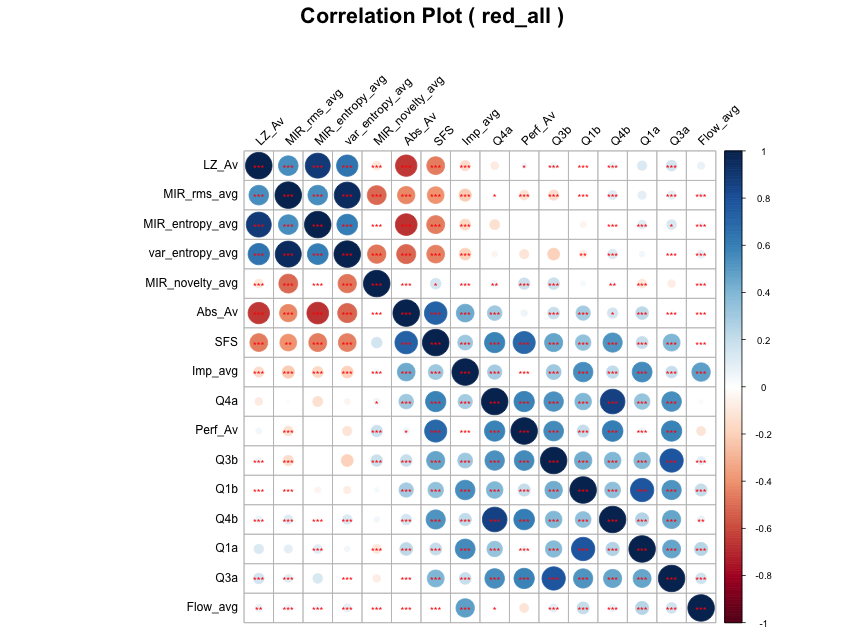 Correlation Plot ( red_all )
LZ_Av
MIR_rms_avg
MIR_entropy_avg
var_entropy_avg
MIR_novelty_avg
Abs_Av
SFS
Imp_avg
Q4a
Perf_Av
Q3b
Q1b
Q4b
Q1a
Q3a
Flow_avg
LZ_Av
MIR_rms_avg
MIR_entropy_avg
var_entropy_avg
MIR_novelty_avg
Abs_Av
SFS
Imp_avg
Q4a
Perf_Av
Q3b
Q1b
Q4b
Q1a
Q3a
Flow_avg
1
0.8
0.6
0.4
0.2
0
-0.2
-0.4
-0.6
-0.8
-1